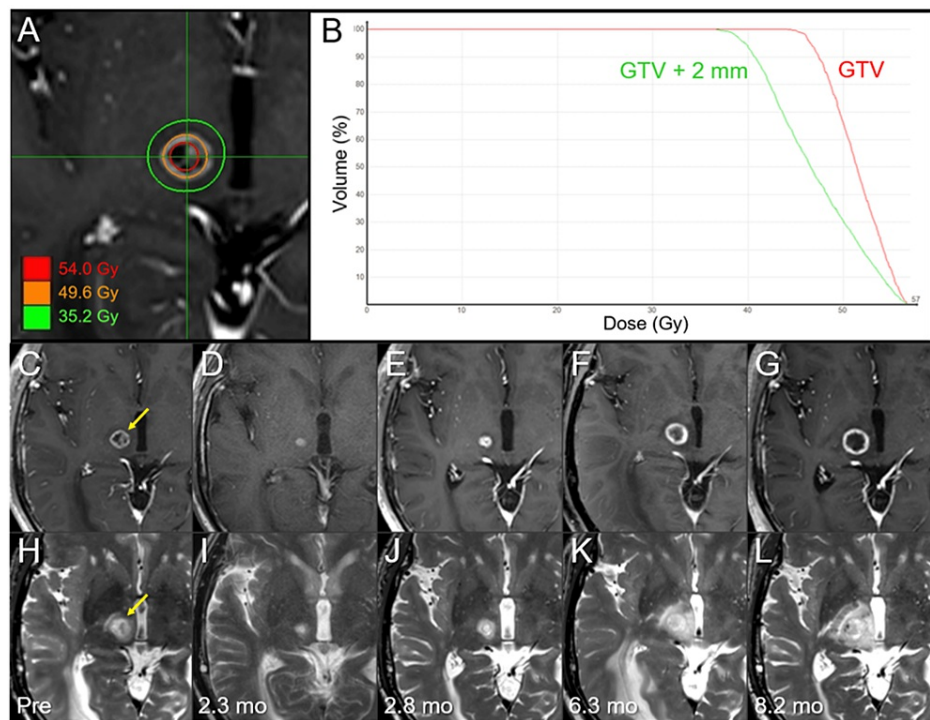 A
54.0 Gy
49.6 Gy
35.2 Gy
B
Volume (%)
100
90
80
70
60
50
40
30
20
10
GTV + 2 mm
GTV
57
0
10
20
30
40
50
Dose (Gy)
C
D
E
F
G
H
I
J
K
L
Pre
2.3 mo
2.8 mo
6.3 mo
8.2 mo